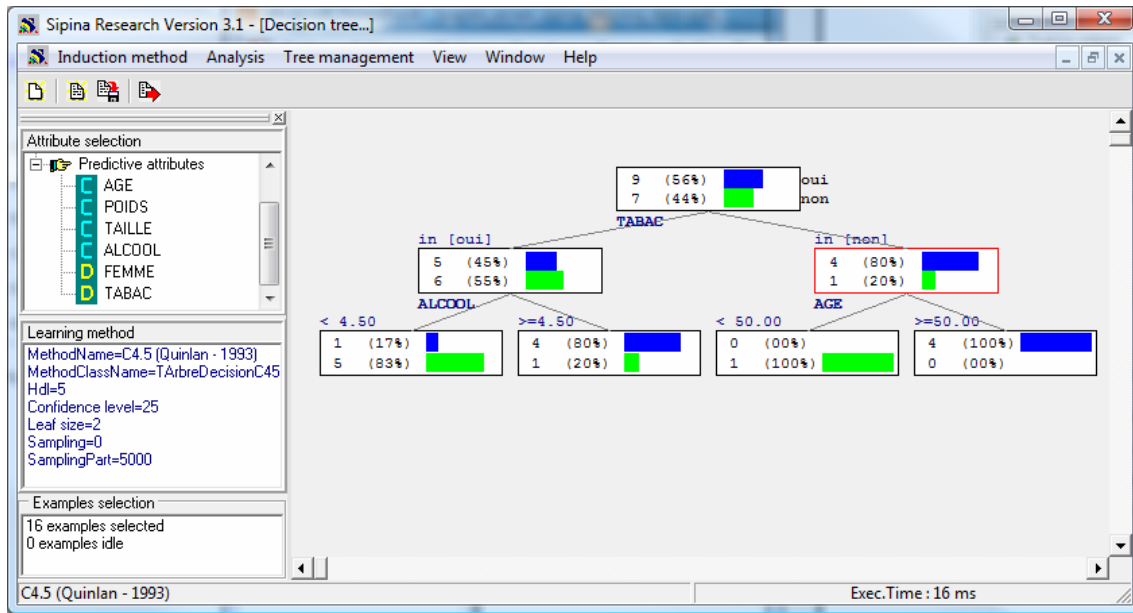 Sipina Research Version 3.1 - [Decision tree...]
Induction method Analysis Tree management View Window Help
Attribute selection
Predictive attributes
C AGE
C POIDS
C TAILLE
C ALCOOL
D FEMME
D TABAC
Learning method
MethodName=C4.5 (Quinlan - 1993)
MethodClassName=TArbreDecisionC45
Hdl=5
Confidence level=25
Leaf size=2
Sampling=0
SamplingPart=5000
Examples selection
16 examples selected
0 examples idle
9 (56%) oui
7 (44%) non
TABAC
in [oui] in [non]
5 (45%) 4 (80%)
6 (55%) 1 (20%)
ALCOOL AGE
< 4.50 >=4.50 < 50.00 >=50.00
1 (17%) 4 (80%) 0 (00%) 4 (100%)
5 (83%) 1 (20%) 1 (100%) 0 (00%)
C4.5 (Quinlan - 1993) Exec.Time : 16 ms